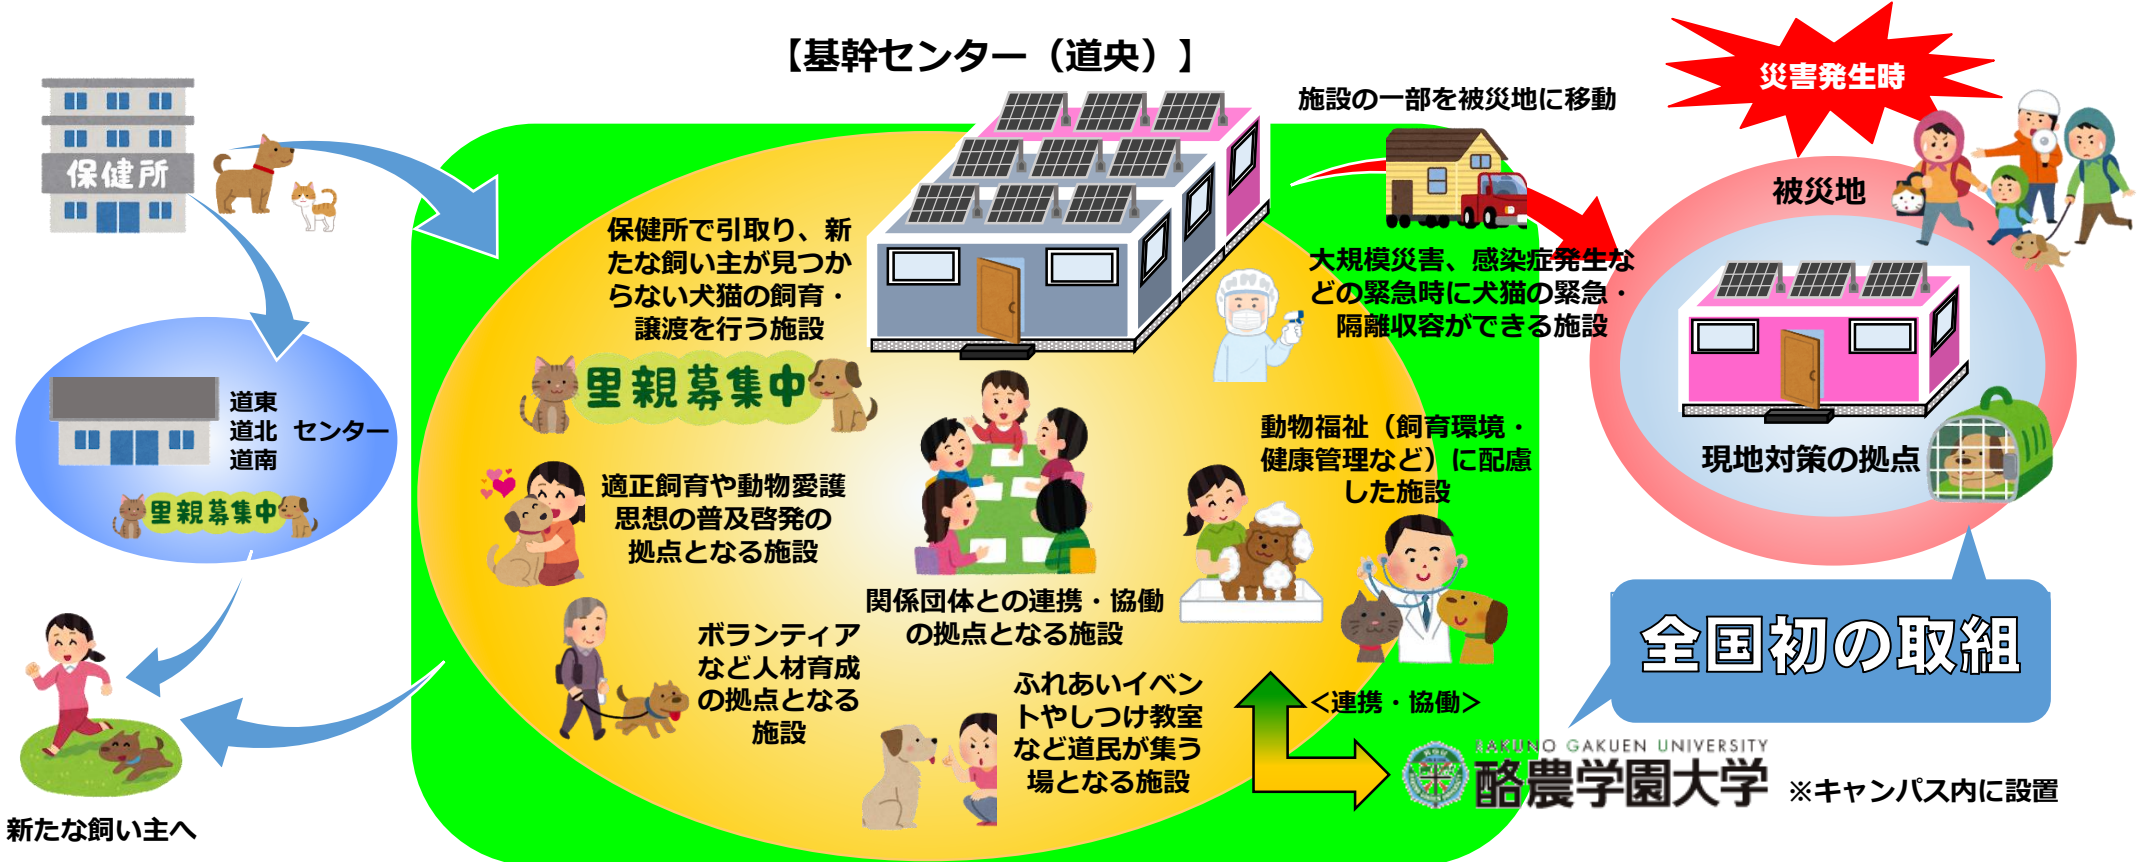 【基幹センター（道央）】
保健所
施設の一部を被災地に移動
災害発生時
被災地
保健所で引取り、新
たな飼い主が見つか
らない犬猫の飼育・
譲渡を行う施設
里親募集中
大規模災害、感染症発生な
どの緊急時に犬猫の緊急・
隔離収容ができる施設
道東
道北 センター
道南
里親募集中
適正飼育や動物愛護
思想の普及啓発の
拠点となる施設
動物福祉（飼育環境・
健康管理など）に配慮
した施設
現地対策の拠点
関係団体との連携・協働
の拠点となる施設
ボランティア
など人材育成
の拠点となる
施設
ふれあいイベン
トやしつけ教室
など道民が集う
場となる施設
＜連携・協働＞
全国初の取組
RAKUNO GAKUEN UNIVERSITY
酪農学園大学
※キャンパス内に設置
新たな飼い主へ